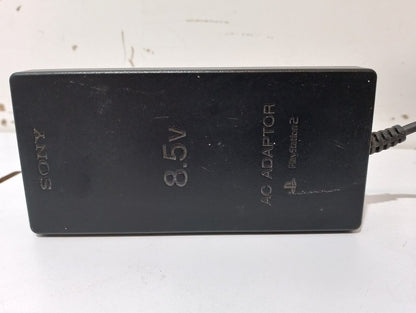 SONY
8.5V
AC ADAPTOR
PlayStation 2